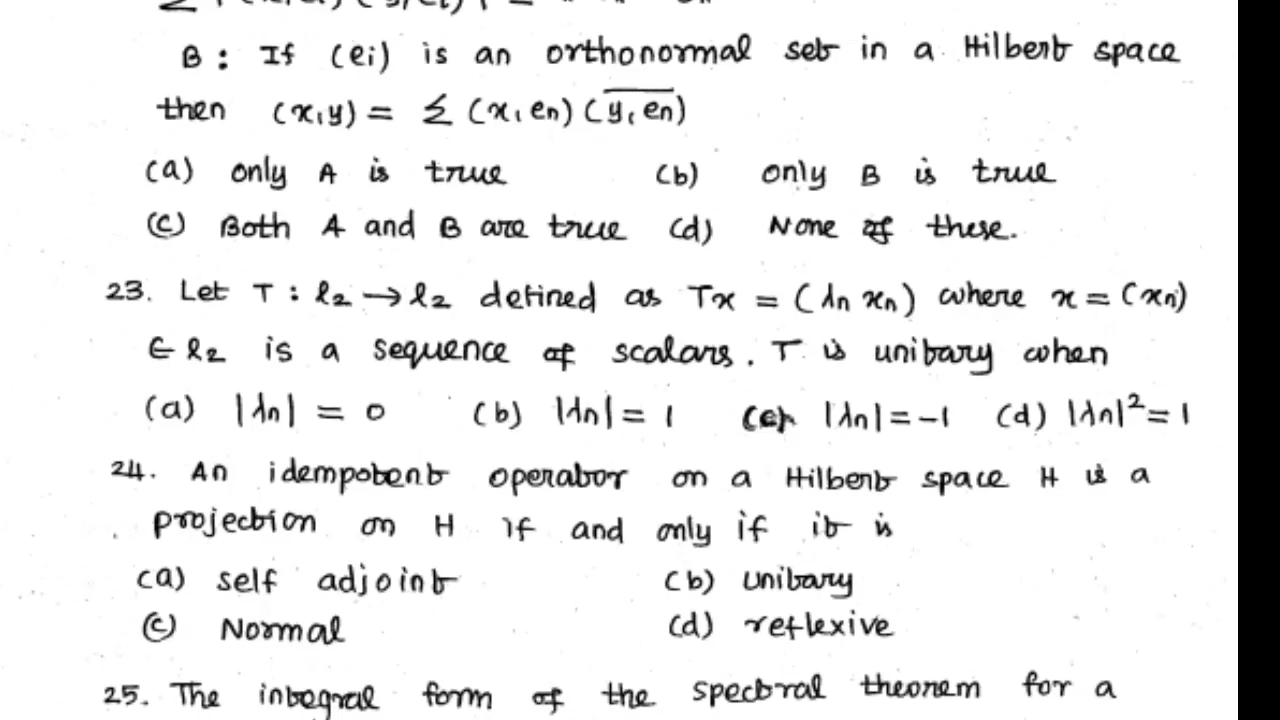 B : If (ei) is an orthonormal set in a Hilbert space
then (x,y) = Σ (x, en) (y, en)
(a) only A is true (b) only B is true
(c) Both A and B are true (d) None of these.
23. Let T : l₂ → l₂ defined as Tx = (λn xn) where x = (xn)
∈ l₂ is a sequence of scalars. T is unitary when
(a) |λn| = 0 (b) |λn| = 1 (c) |λn| = -1 (d) |λn|² = 1
24. An idempotent operator on a Hilbert space H is a
projection on H if and only if it is
(a) self adjoint (b) unitary
(c) Normal (d) reflexive
25. The integral form of the spectral theorem for a